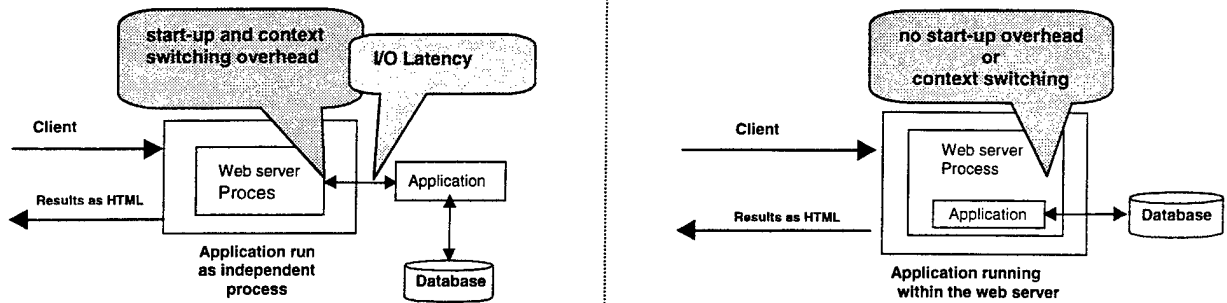 start-up and context
switching overhead
I/O Latency
Client
Web server
Proces
Application
Results as HTML
Application run
as independent
process
Database
no start-up overhead
or
context switching
Client
Web server
Process
Application
Database
Results as HTML
Application running
within the web server